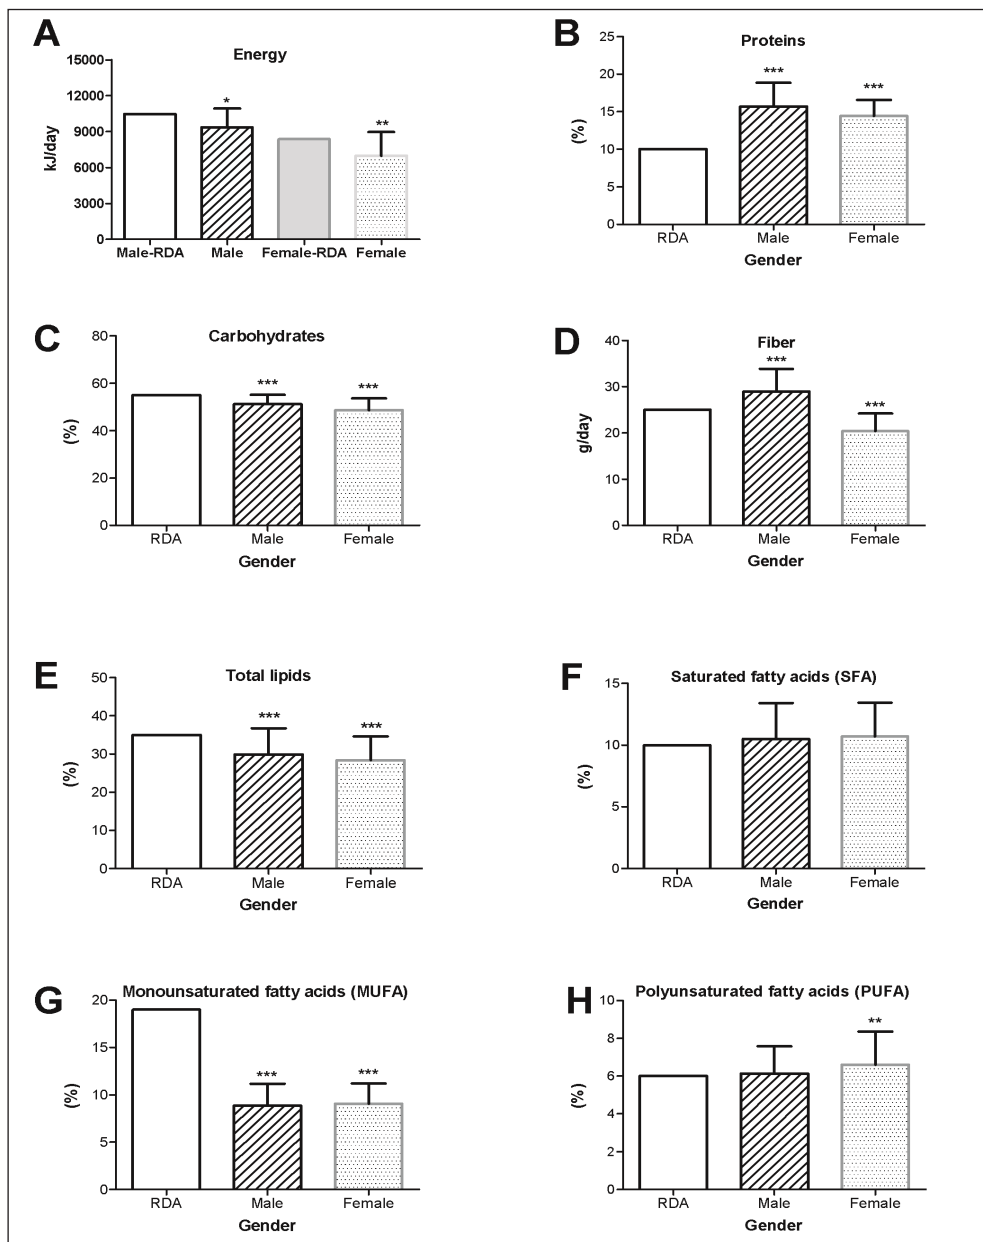 A
Energy
15000
12000
9000
6000
3000
0
kJ/day
*
**
Male-RDA Male Female-RDA Female
B
Proteins
25
20
15
10
5
0
(%)
***
***
RDA Male Female
Gender
C
Carbohydrates
80
60
40
20
0
(%)
***
***
RDA Male Female
Gender
D
Fiber
40
30
20
10
0
g/day
***
***
RDA Male Female
Gender
E
Total lipids
50
40
30
20
10
0
(%)
***
***
RDA Male Female
Gender
F
Saturated fatty acids (SFA)
15
10
5
0
(%)
RDA Male Female
Gender
G
Monounsaturated fatty acids (MUFA)
20
15
10
5
0
(%)
***
***
RDA Male Female
Gender
H
Polyunsaturated fatty acids (PUFA)
10
8
6
4
2
0
(%)
**
RDA Male Female
Gender